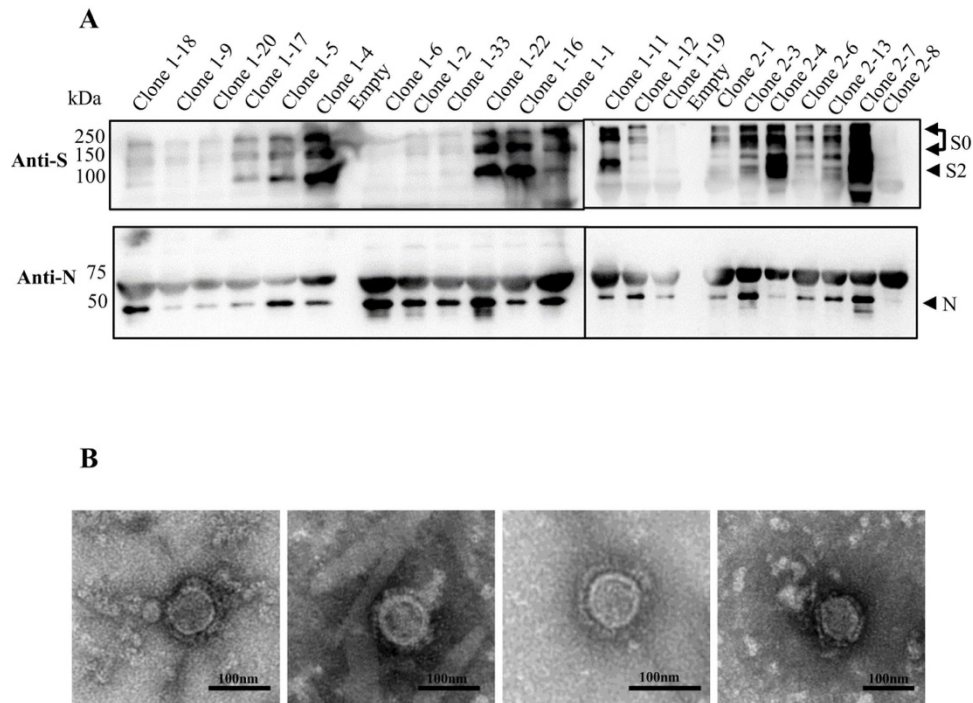 A
kDa
Clone 1-18
Clone 1-9
Clone 1-20
Clone 1-17
Clone 1-5
Clone 1-4
Empty
Clone 1-6
Clone 1-2
Clone 1-33
Clone 1-22
Clone 1-16
Clone 1-1
Clone 1-11
Clone 1-12
Clone 1-19
Empty
Clone 2-1
Clone 2-3
Clone 2-4
Clone 2-6
Clone 2-13
Clone 2-7
Clone 2-8
Anti-S
250
150
100
S0
S2
Anti-N
75
50
N
B
100nm
100nm
100nm
100nm